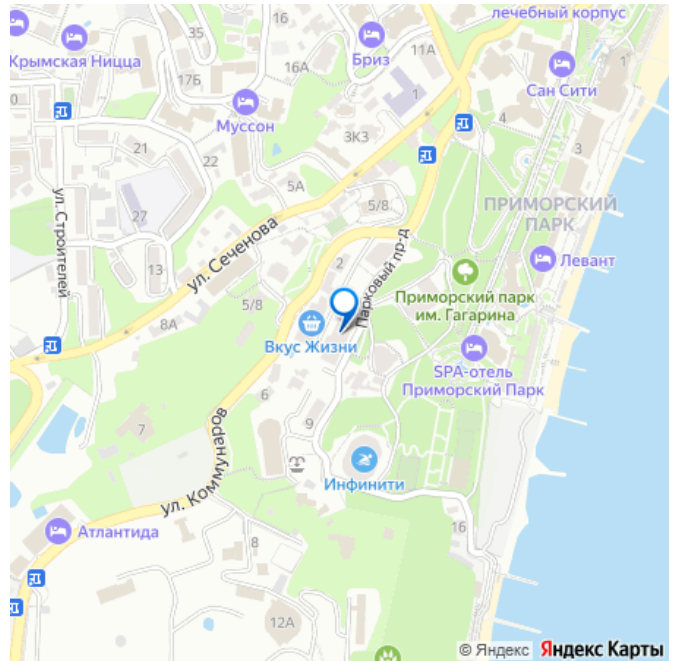 лечебный корпус
35
Крымская Ницца
Бриз
11А
17Б
16А
1
Сан Сити
1
Муссон
4
3К3
21
22
3
5А
ул. Строителей
27
5/8
ПРИМОРСКИЙ
ПАРК
ул. Сеченова
2
Парковый пр-д
Левант
13
Приморский парк
им. Гагарина
5/8
8А
Вкус Жизни
SPA-отель
Приморский Парк
6
7
9
ул. Коммунаров
Инфинити
16
Атлантида
8
12А
© Яндекс Яндекс Карты